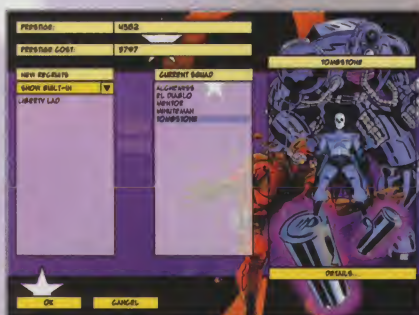 PRESTIGE: 4382
PRESTIGE COST: 3797
NEW RECRUITS
SHOW BUILT-IN
LIBERTY LAD
CURRENT SQUAD
ALCHEMISS
EL DIABLO
MENTOR
MINUTEMAN
TOMBSTONE
TOMBSTONE
DETAILS...
OK CANCEL